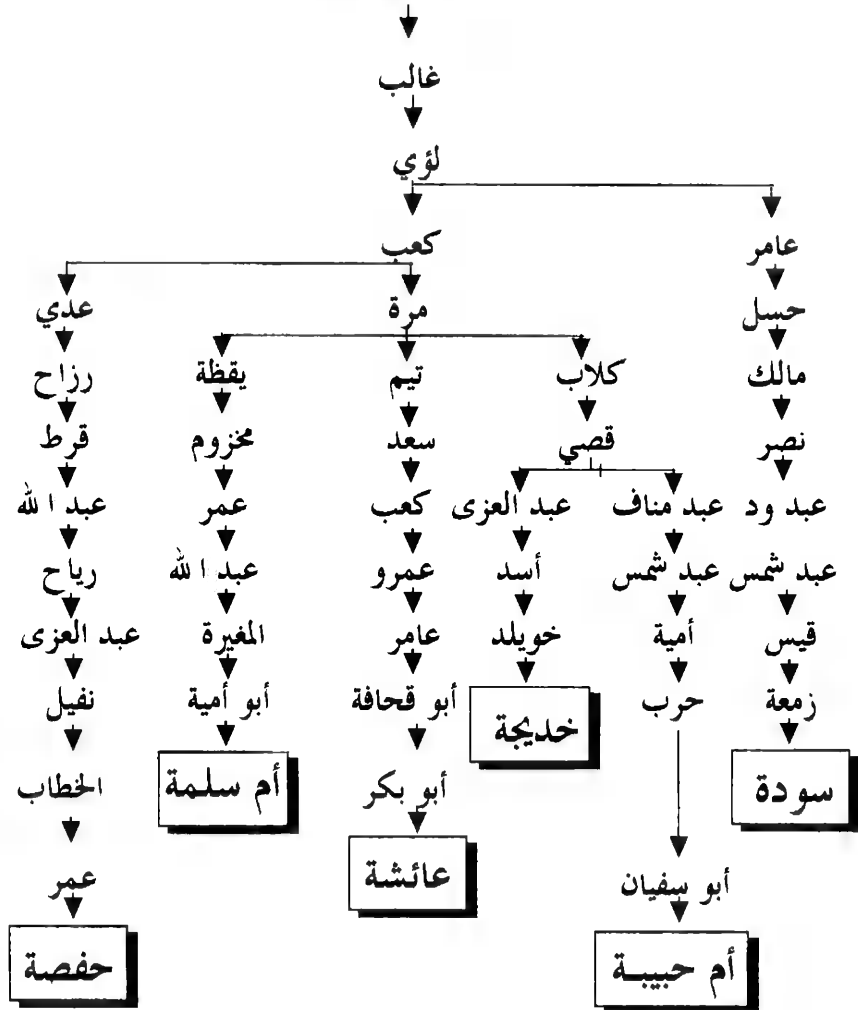 غالب
لؤي
كعب
عامر
عدي
مرة
حسل
رزاح
يقظة
تيم
كلاب
مالك
قرط
مخزوم
سعد
قصي
نصر
عبد الله
عمر
كعب
عبد العزى
عبد مناف
عبد ود
رياح
عبد الله
عمرو
أسد
عبد شمس
عبد شمس
عبد العزى
المغيرة
عامر
خويلد
أمية
قيس
نفيل
أبو أمية
أبو قحافة
خديجة
حرب
زمعة
الخطاب
أم سلمة
أبو بكر
سودة
عمر
عائشة
أبو سفيان
حفصة
أم حبيبة